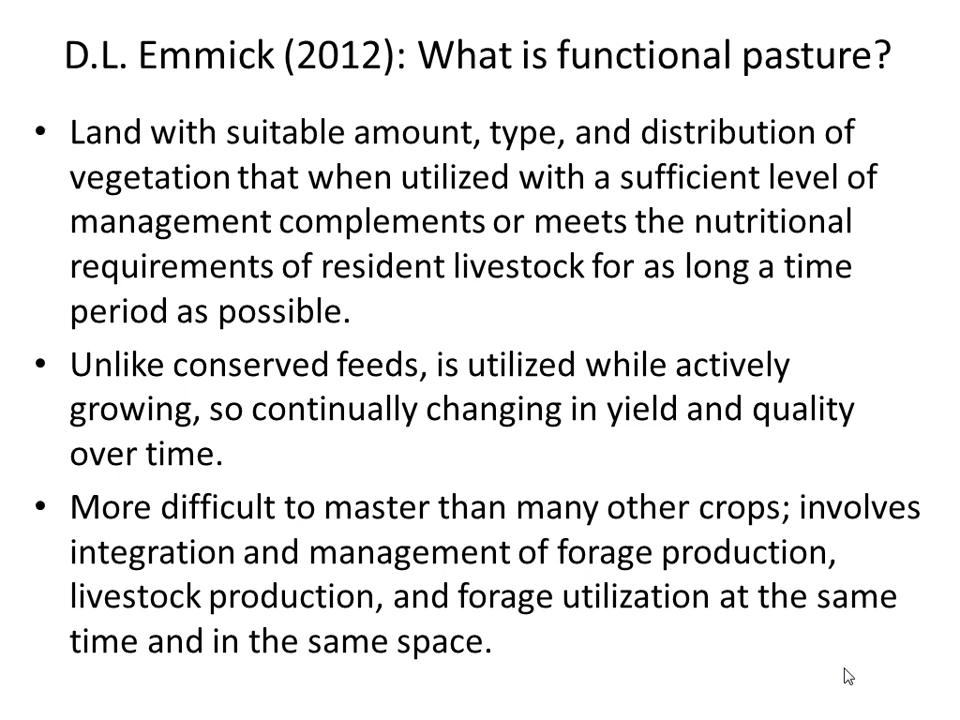 D.L. Emmick (2012): What is functional pasture?
• Land with suitable amount, type, and distribution of
vegetation that when utilized with a sufficient level of
management complements or meets the nutritional
requirements of resident livestock for as long a time
period as possible.
• Unlike conserved feeds, is utilized while actively
growing, so continually changing in yield and quality
over time.
• More difficult to master than many other crops; involves
integration and management of forage production,
livestock production, and forage utilization at the same
time and in the same space.